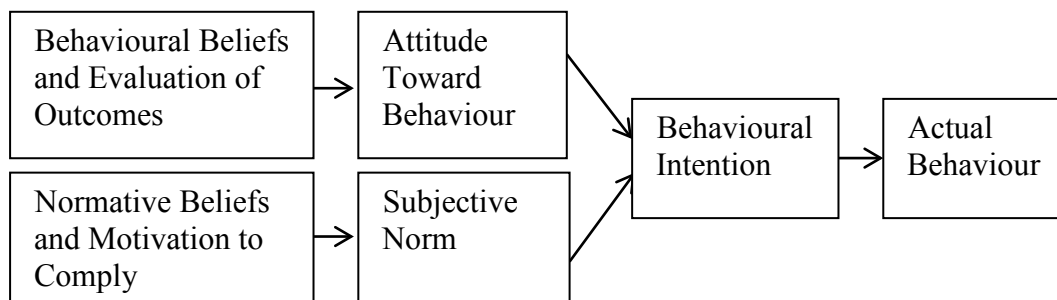 Behavioural Beliefs
and Evaluation of
Outcomes
Attitude
Toward
Behaviour
Normative Beliefs
and Motivation to
Comply
Subjective
Norm
Behavioural
Intention
Actual
Behaviour